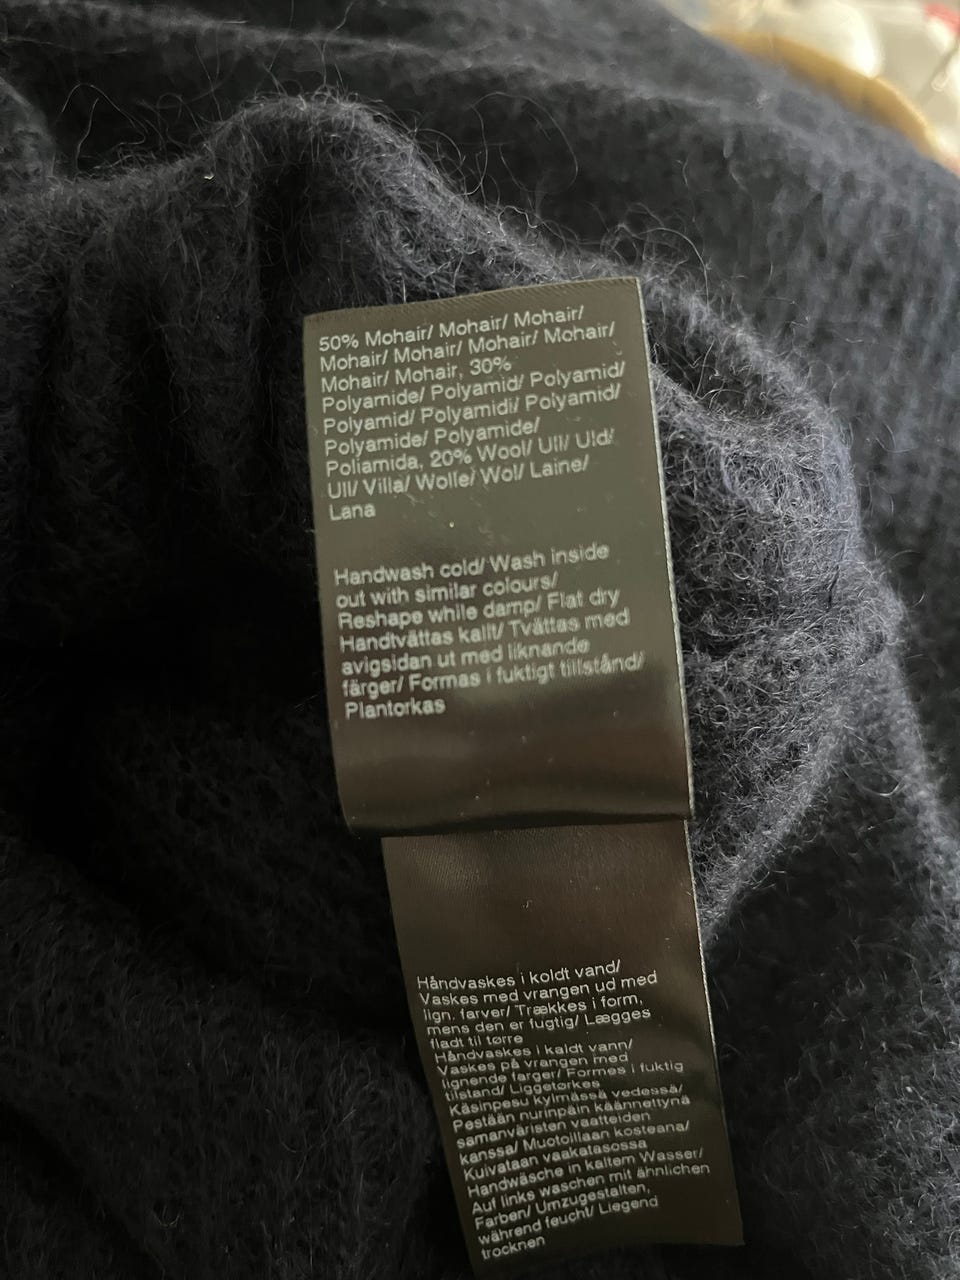 50% Mohair/ Mohair/ Mohair/
Mohair/ Mohair/ Mohair/ Mohair/
Mohair/ Mohair, 30%
Polyamide/ Polyamid/ Polyamid/
Polyamid/ Polyamidi/ Polyamid/
Polyamide/ Polyamide/
Poliamida, 20% Wool/ Ull/ Uld/
Ull/ Villa/ Wolle/ Wol/ Laine/
Lana
Handwash cold/ Wash inside
out with similar colours/
Reshape while damp/ Flat dry
Handtvättas kallt/ Tvättas med
avigsidan ut med liknande
färger/ Formas i fuktigt tillstånd/
Plantorkas
Håndvaskes i koldt vand/
Vaskes med vrangen ud med
lign. farver/ Trækkes i form,
mens den er fugtig/ Lægges
fladt til tørre
Håndvaskes i kaldt vann/
Vaskes på vrangen med
lignende farger/ Formes i fuktig
tilstand/ Liggetørkes
Käsinpesu kylmässä vedessä/
Pestään nurinpäin käännettynä
samanväristen vaatteiden
kanssa/ Muotoillaan kosteana/
Kuivataan vaakatasossa
Handwäsche in kaltem Wasser/
Auf links waschen mit ähnlichen
Farben/ Umzugestalten,
während feucht/ Liegend
trocknen